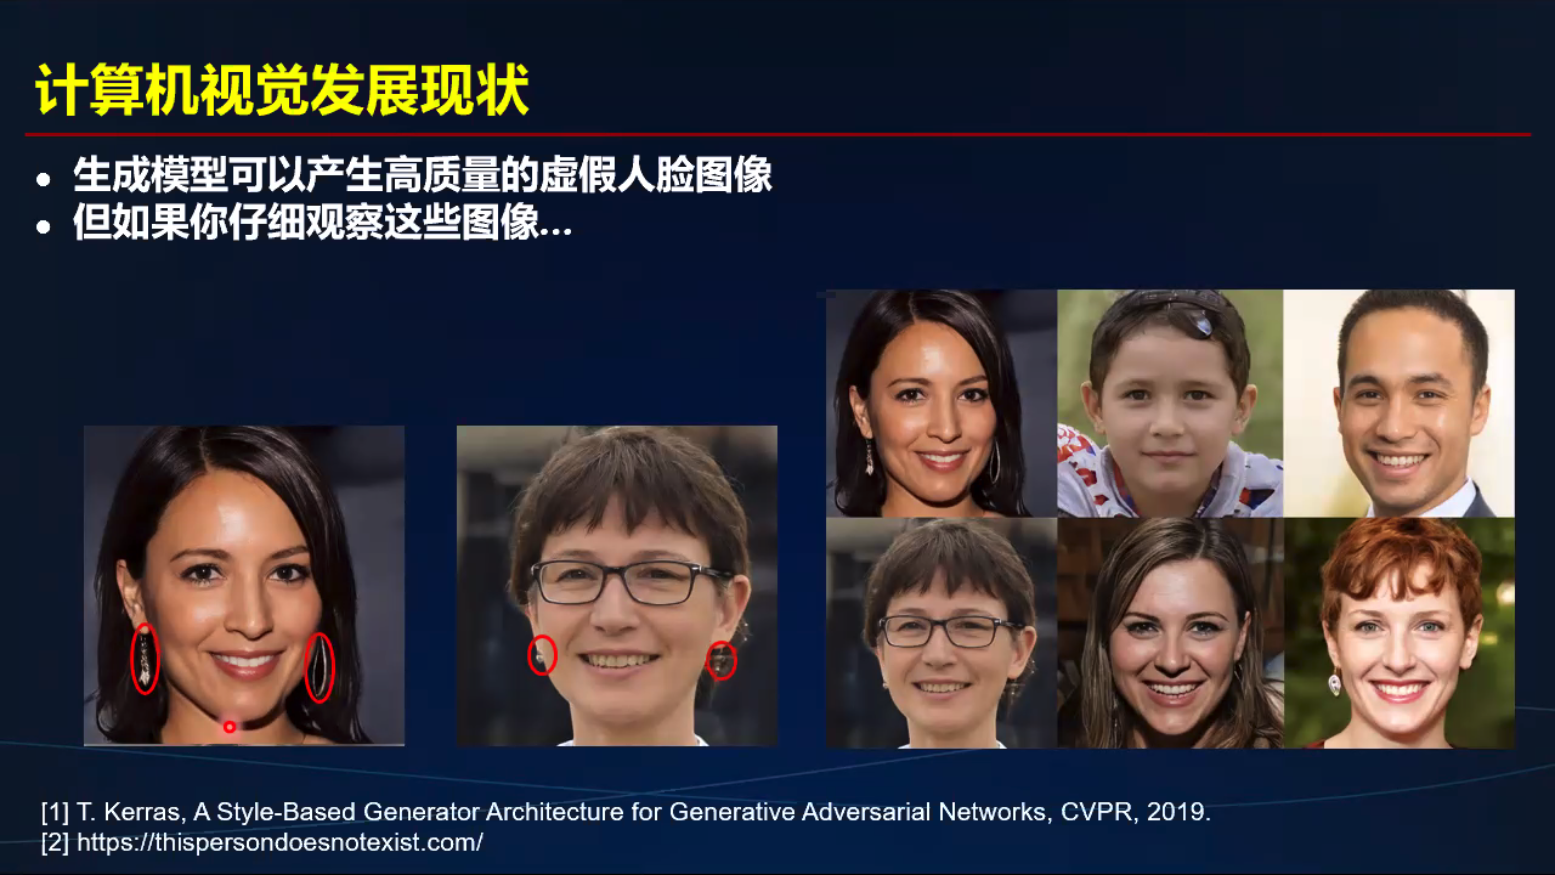 计算机视觉发展现状
● 生成模型可以产生高质量的虚假人脸图像
● 但如果你仔细观察这些图像...
[1] T. Kerras, A Style-Based Generator Architecture for Generative Adversarial Networks, CVPR, 2019.
[2] https://thispersondoesnotexist.com/